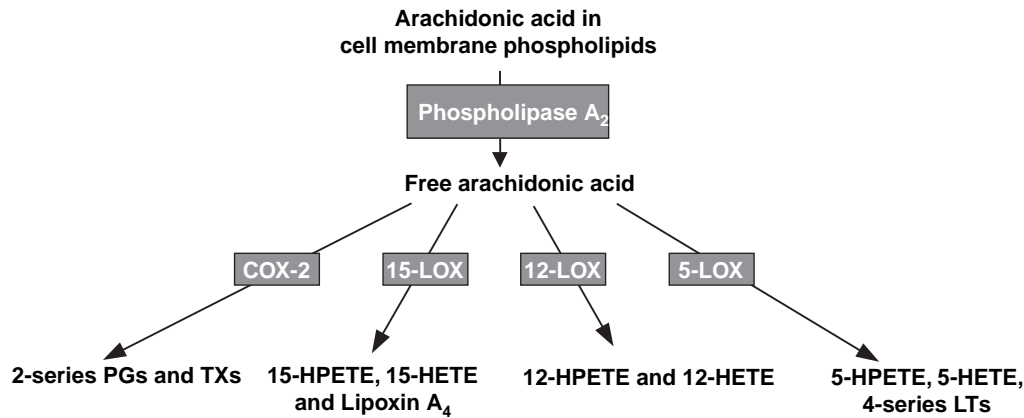 Arachidonic acid in
cell membrane phospholipids
Phospholipase A₂
Free arachidonic acid
COX-2 15-LOX 12-LOX 5-LOX
2-series PGs and TXs 15-HPETE, 15-HETE 12-HPETE and 12-HETE 5-HPETE, 5-HETE,
and Lipoxin A₄ 4-series LTs